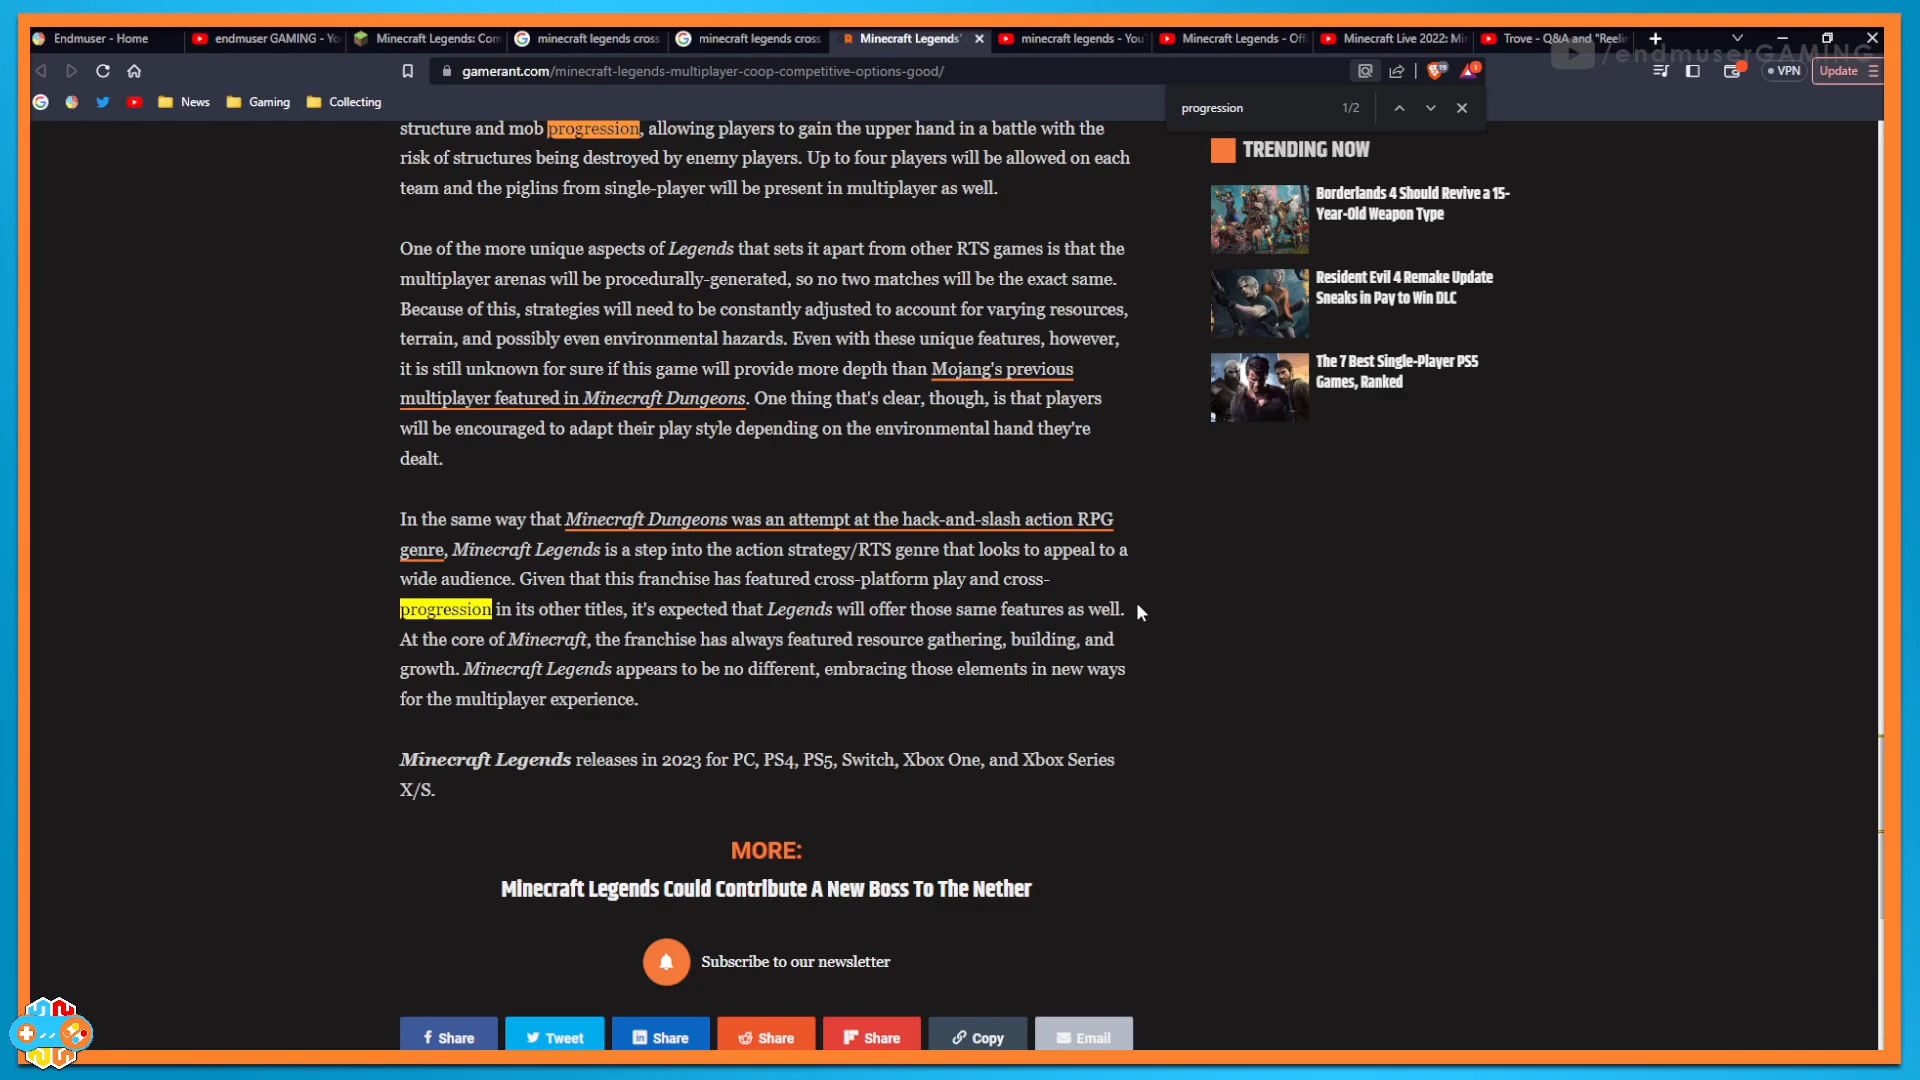 Endmuser - Home
endmuser GAMING - Yo
Minecraft Legends: Com
minecraft legends cross
minecraft legends cross
Minecraft Legends'
minecraft legends - You
Minecraft Legends - Offi
Minecraft Live 2022: Mi
Trove - Q&A and "Reelin
/endmuserGAMING
gamerant.com/minecraft-legends-multiplayer-coop-competitive-options-good/
19
1
VPN
Update
News
Gaming
Collecting
progression
1/2
structure and mob progression, allowing players to gain the upper hand in a battle with the
risk of structures being destroyed by enemy players. Up to four players will be allowed on each
team and the piglins from single-player will be present in multiplayer as well.
One of the more unique aspects of Legends that sets it apart from other RTS games is that the
multiplayer arenas will be procedurally-generated, so no two matches will be the exact same.
Because of this, strategies will need to be constantly adjusted to account for varying resources,
terrain, and possibly even environmental hazards. Even with these unique features, however,
it is still unknown for sure if this game will provide more depth than Mojang's previous
multiplayer featured in Minecraft Dungeons. One thing that's clear, though, is that players
will be encouraged to adapt their play style depending on the environmental hand they're
dealt.
In the same way that Minecraft Dungeons was an attempt at the hack-and-slash action RPG
genre, Minecraft Legends is a step into the action strategy/RTS genre that looks to appeal to a
wide audience. Given that this franchise has featured cross-platform play and cross-
progression in its other titles, it's expected that Legends will offer those same features as well.
At the core of Minecraft, the franchise has always featured resource gathering, building, and
growth. Minecraft Legends appears to be no different, embracing those elements in new ways
for the multiplayer experience.
Minecraft Legends releases in 2023 for PC, PS4, PS5, Switch, Xbox One, and Xbox Series
X/S.
MORE:
Minecraft Legends Could Contribute A New Boss To The Nether
Subscribe to our newsletter
Share
Tweet
Share
Share
Share
Copy
Email
TRENDING NOW
Borderlands 4 Should Revive a 15-
Year-Old Weapon Type
Resident Evil 4 Remake Update
Sneaks in Pay to Win DLC
The 7 Best Single-Player PS5
Games, Ranked